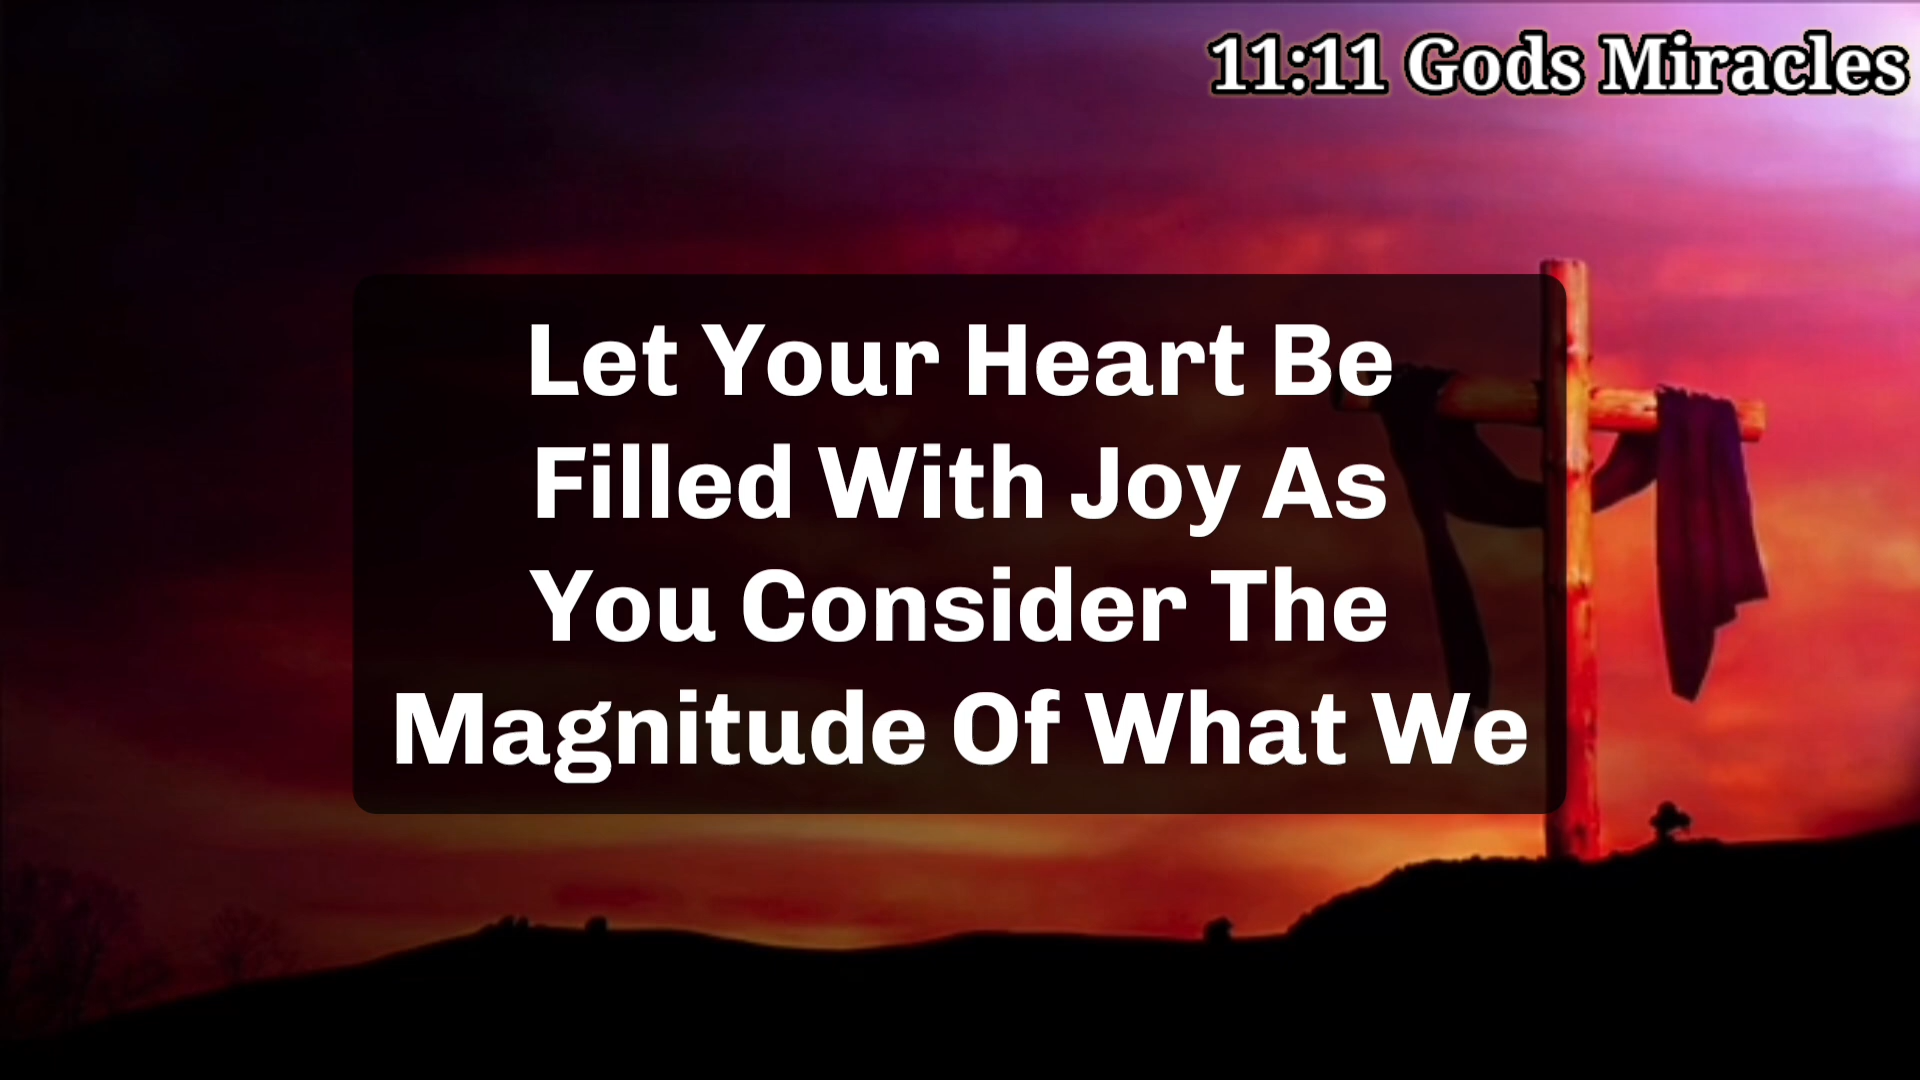 11:11 Gods Miracles
Let Your Heart Be
Filled With Joy As
You Consider The
Magnitude Of What We